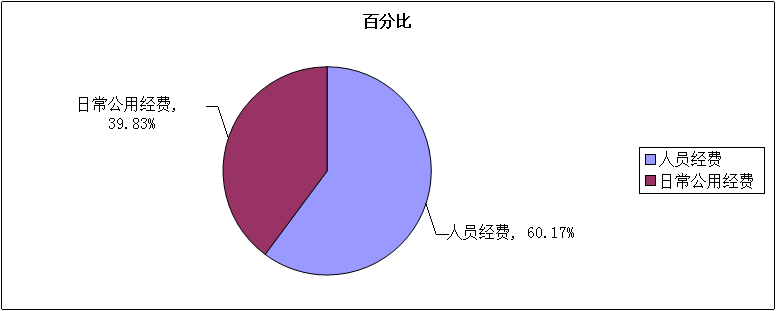 百分比
日常公用经费,
39.83%
人员经费, 60.17%
人员经费
日常公用经费